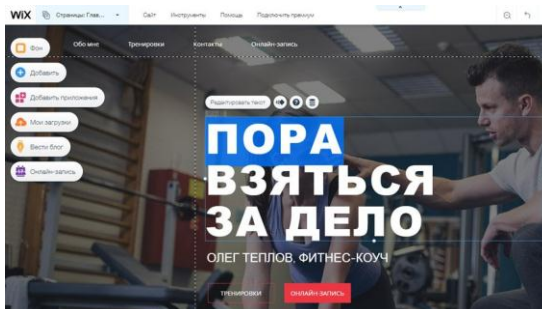 WiX Страницы: Глав... Сайт Инструменты Помощь Подключить премиум
Фон
Обо мне Тренировки Контакты Онлайн-запись
Добавить
Добавить приложения
Мои загрузки
Вести блог
Онлайн-запись
Редактировать текст
ПОРА
ВЗЯТЬСЯ
ЗА ДЕЛО
ОЛЕГ ТЕПЛОВ, ФИТНЕС-КОУЧ
ТРЕНИРОВКИ ОНЛАЙН-ЗАПИСЬ